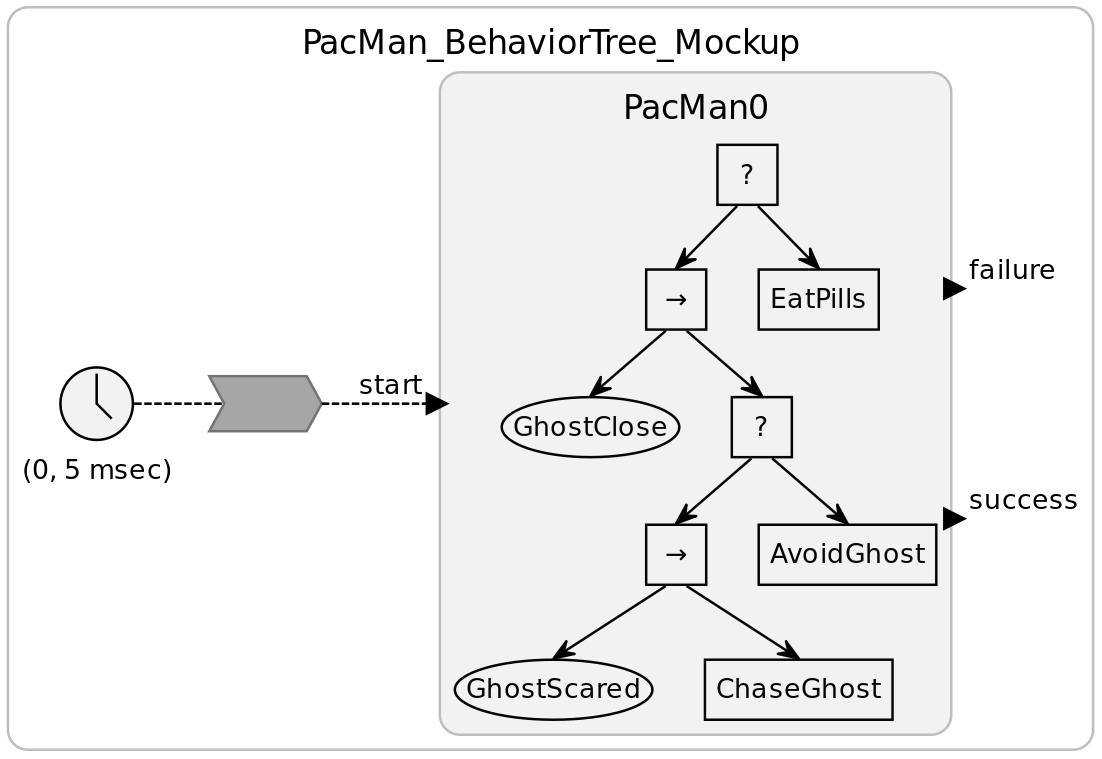 PacMan_BehaviorTree_Mockup
PacMan0
?
→
EatPills
failure
start
(0, 5 msec)
GhostClose
?
success
→
AvoidGhost
GhostScared
ChaseGhost